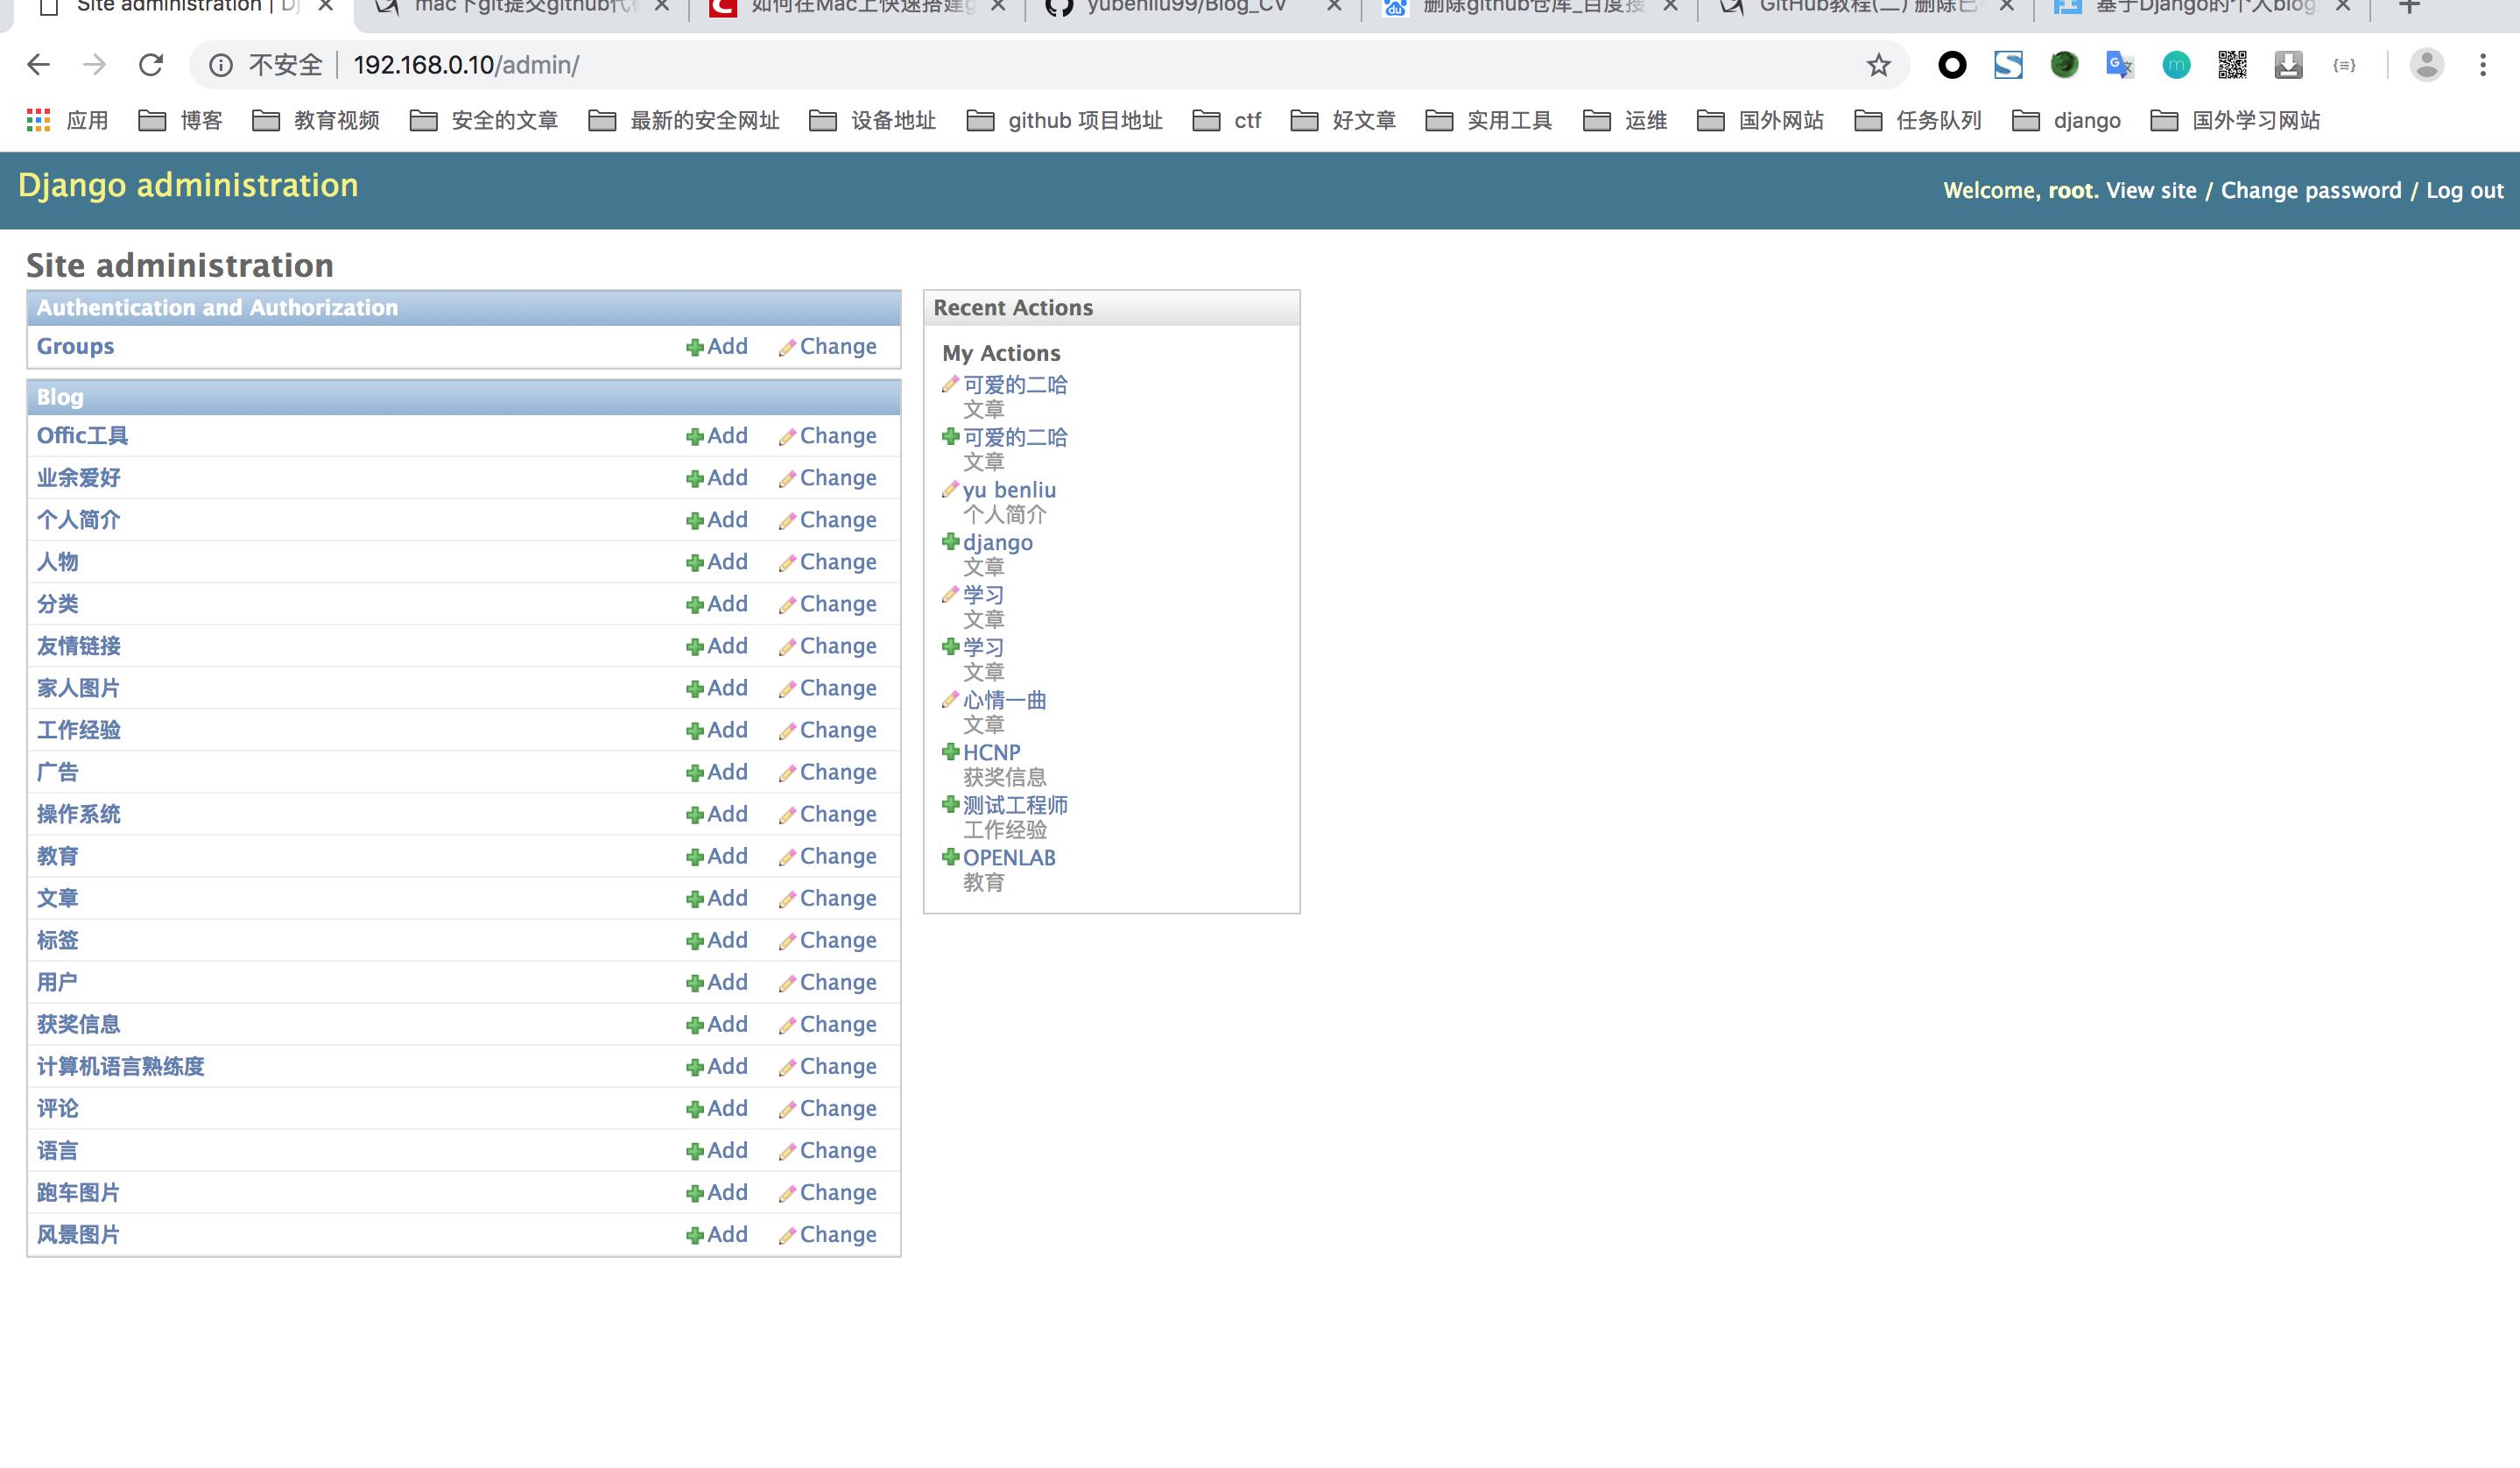 Site administration | Dj
mac下git提交github代
如何在Mac上快速搭建g
yubenliu99/Blog_CV
删除github仓库_百度搜
GitHub教程(二) 删除已
基于Django的个人blog
不安全 192.168.0.10/admin/
应用 博客 教育视频 安全的文章 最新的安全网址 设备地址 github 项目地址 ctf 好文章 实用工具 运维 国外网站 任务队列 django 国外学习网站
Django administration
Welcome, root. View site / Change password / Log out
Site administration
Authentication and Authorization
Groups Add Change
Blog
Offic工具 Add Change
业余爱好 Add Change
个人简介 Add Change
人物 Add Change
分类 Add Change
友情链接 Add Change
家人图片 Add Change
工作经验 Add Change
广告 Add Change
操作系统 Add Change
教育 Add Change
文章 Add Change
标签 Add Change
用户 Add Change
获奖信息 Add Change
计算机语言熟练度 Add Change
评论 Add Change
语言 Add Change
跑车图片 Add Change
风景图片 Add Change
Recent Actions
My Actions
可爱的二哈
文章
可爱的二哈
文章
yu benliu
个人简介
django
文章
学习
文章
学习
文章
心情一曲
文章
HCNP
获奖信息
测试工程师
工作经验
OPENLAB
教育